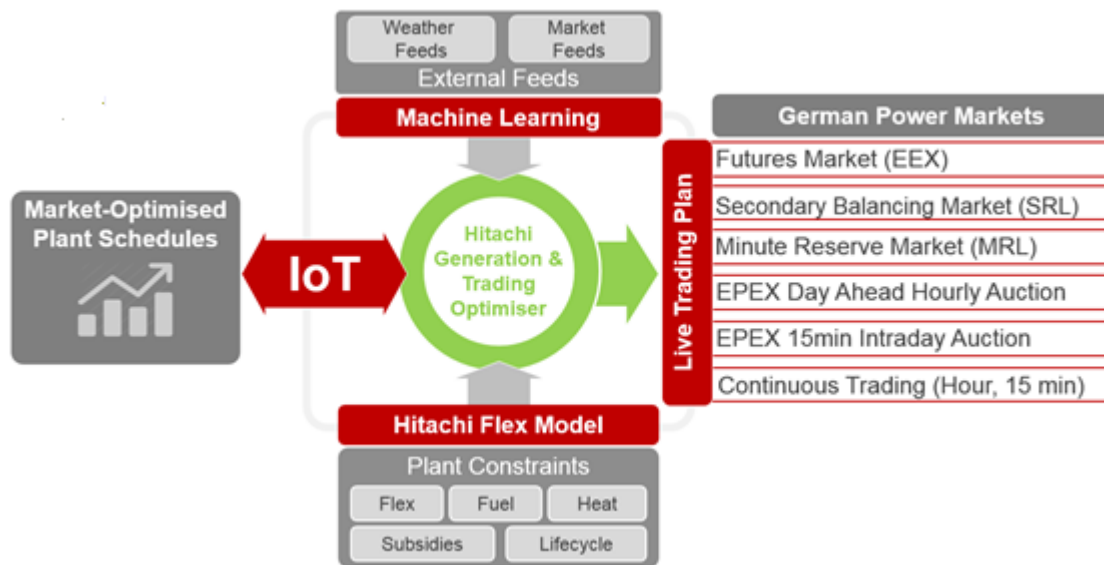 Weather
Feeds
Market
Feeds
External Feeds
Machine Learning
German Power Markets
Live Trading Plan
Futures Market (EEX)
Secondary Balancing Market (SRL)
Minute Reserve Market (MRL)
EPEX Day Ahead Hourly Auction
EPEX 15min Intraday Auction
Continuous Trading (Hour, 15 min)
Market-Optimised
Plant Schedules
IoT
Hitachi
Generation &
Trading
Optimiser
Hitachi Flex Model
Plant Constraints
Flex
Fuel
Heat
Subsidies
Lifecycle